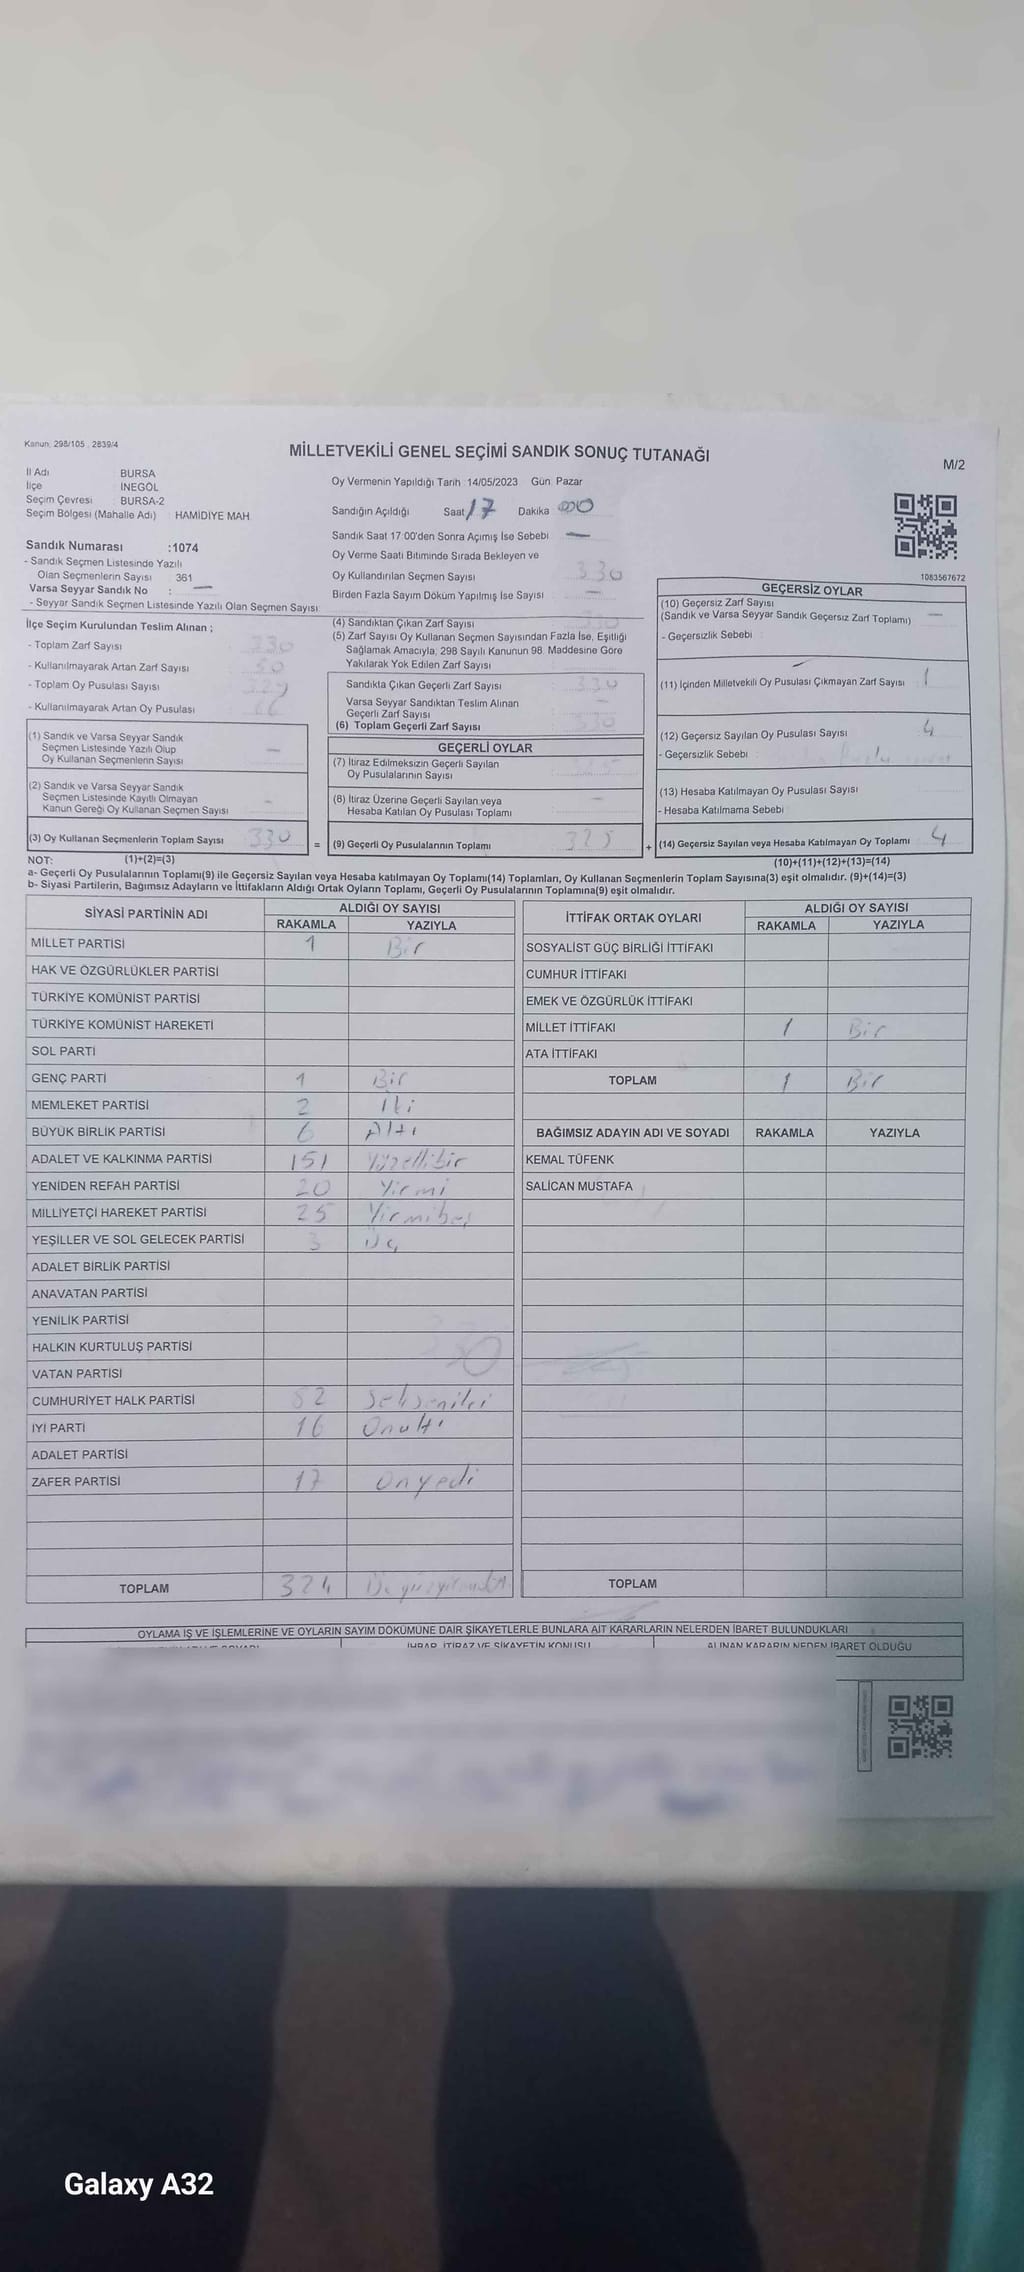 Kanun: 298/105 , 2839/4
MİLLETVEKİLİ GENEL SEÇİMİ SANDIK SONUÇ TUTANAĞI
M/2
İl Adı BURSA
İlçe İNEGÖL
Seçim Çevresi BURSA-2
Seçim Bölgesi (Mahalle Adı) HAMİDİYE MAH
Sandık Numarası :1074
- Sandık Seçmen Listesinde Yazılı
Olan Seçmenlerin Sayısı : 361
Varsa Seyyar Sandık No : —
- Seyyar Sandık Seçmen Listesinde Yazılı Olan Seçmen Sayısı:
İlçe Seçim Kurulundan Teslim Alınan ;
- Toplam Zarf Sayısı
- Kullanılmayarak Artan Zarf Sayısı 50
- Toplam Oy Pusulası Sayısı
- Kullanılmayarak Artan Oy Pusulası
(1) Sandık ve Varsa Seyyar Sandık
Seçmen Listesinde Yazılı Olup
Oy Kullanan Seçmenlerin Sayısı —
(2) Sandık ve Varsa Seyyar Sandık
Seçmen Listesinde Kayıtlı Olmayan
Kanun Gereği Oy Kullanan Seçmen Sayısı -
(3) Oy Kullanan Seçmenlerin Toplam Sayısı 330
Oy Vermenin Yapıldığı Tarih 14/05/2023 Gün Pazar
Sandığın Açıldığı Saat 17 Dakika 00
Sandık Saat 17:00'den Sonra Açımış İse Sebebi —
Oy Verme Saati Bitiminde Sırada Bekleyen ve
Oy Kullandırılan Seçmen Sayısı 330
Birden Fazla Sayım Döküm Yapılmış İse Sayısı —
(4) Sandıktan Çıkan Zarf Sayısı 330
(5) Zarf Sayısı Oy Kullanan Seçmen Sayısından Fazla İse, Eşitliği
Sağlamak Amacıyla, 298 Sayılı Kanunun 98. Maddesine Göre
Yakılarak Yok Edilen Zarf Sayısı
Sandıkta Çıkan Geçerli Zarf Sayısı 330
Varsa Seyyar Sandıktan Teslim Alınan
Geçerli Zarf Sayısı —
(6) Toplam Geçerli Zarf Sayısı 330
GEÇERLİ OYLAR
(7) İtiraz Edilmeksizin Geçerli Sayılan
Oy Pusulalarının Sayısı 325
(8) İtiraz Üzerine Geçerli Sayılan veya
Hesaba Katılan Oy Pusulası Toplamı —
= (9) Geçerli Oy Pusulalarının Toplamı 325
1083567672
GEÇERSİZ OYLAR
(10) Geçersiz Zarf Sayısı
(Sandık ve Varsa Seyyar Sandık Geçersiz Zarf Toplamı) —
- Geçersizlik Sebebi
(11) İçinden Milletvekili Oy Pusulası Çıkmayan Zarf Sayısı 1
(12) Geçersiz Sayılan Oy Pusulası Sayısı 4
- Geçersizlik Sebebi :
(13) Hesaba Katılmayan Oy Pusulası Sayısı
- Hesaba Katılmama Sebebi
+ (14) Geçersiz Sayılan veya Hesaba Katılmayan Oy Toplamı 4
NOT: (1)+(2)=(3)
(10)+(11)+(12)+(13)=(14)
a- Geçerli Oy Pusulalarının Toplamı(9) ile Geçersiz Sayılan veya Hesaba katılmayan Oy Toplamı(14) Toplamları, Oy Kullanan Seçmenlerin Toplam Sayısına(3) eşit olmalıdır. (9)+(14)=(3)
b- Siyasi Partilerin, Bağımsız Adayların ve İttifakların Aldığı Ortak Oyların Toplamı, Geçerli Oy Pusulalarının Toplamına(9) eşit olmalıdır.
SİYASİ PARTİNİN ADI ALDIĞI OY SAYISI
RAKAMLA YAZIYLA
MİLLET PARTİSİ 1 Bir
HAK VE ÖZGÜRLÜKLER PARTİSİ
TÜRKİYE KOMÜNİST PARTİSİ
TÜRKİYE KOMÜNİST HAREKETİ
SOL PARTİ
GENÇ PARTİ 1 Bir
MEMLEKET PARTİSİ 2 iki
BÜYÜK BİRLİK PARTİSİ 6 Altı
ADALET VE KALKINMA PARTİSİ 151 Yüzellibir
YENİDEN REFAH PARTİSİ 20 Yirmi
MİLLİYETÇİ HAREKET PARTİSİ 25 Yirmibeş
YEŞİLLER VE SOL GELECEK PARTİSİ 3 Üç
ADALET BİRLİK PARTİSİ
ANAVATAN PARTİSİ
YENİLİK PARTİSİ
HALKIN KURTULUŞ PARTİSİ 330
VATAN PARTİSİ
CUMHURİYET HALK PARTİSİ 82 Sekseniki
İYİ PARTİ 16 Onaltı
ADALET PARTİSİ
ZAFER PARTİSİ 17 Onyedi
TOPLAM 324
İTTİFAK ORTAK OYLARI ALDIĞI OY SAYISI
RAKAMLA YAZIYLA
SOSYALİST GÜÇ BİRLİĞİ İTTİFAKI
CUMHUR İTTİFAKI
EMEK VE ÖZGÜRLÜK İTTİFAKI
MİLLET İTTİFAKI 1 Bir
ATA İTTİFAKI
TOPLAM 1 Bir
BAĞIMSIZ ADAYIN ADI VE SOYADI RAKAMLA YAZIYLA
KEMAL TÜFENK
SALİCAN MUSTAFA
TOPLAM
OYLAMA İŞ VE İŞLEMLERİNE VE OYLARIN SAYIM DÖKÜMÜNE DAİR ŞİKAYETLERLE BUNLARA AİT KARARLARIN NELERDEN İBARET BULUNDUKLARI
İHBAR, İTİRAZ VE ŞİKAYETİN KONUSU ALINAN KARARIN NEDEN İBARET OLDUĞU
Galaxy A32